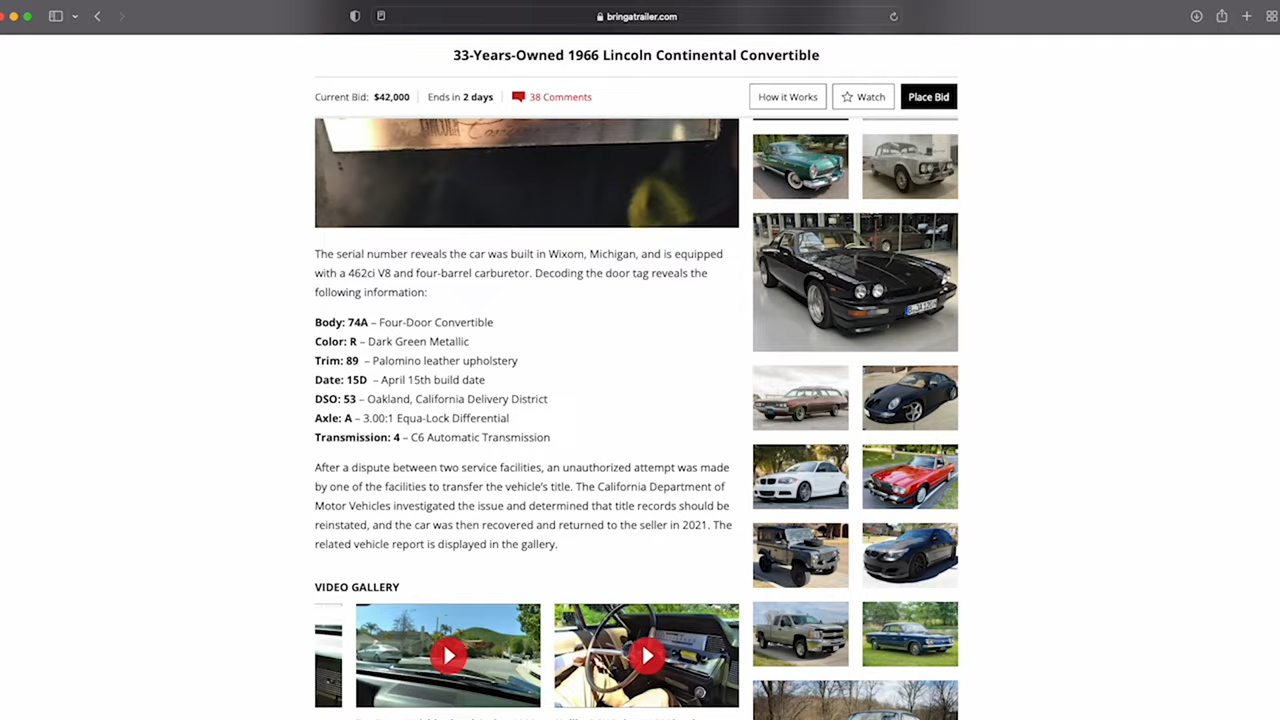 bringatrailer.com
33-Years-Owned 1966 Lincoln Continental Convertible
Current Bid: $42,000 Ends in 2 days 38 Comments How it Works Watch Place Bid
The serial number reveals the car was built in Wixom, Michigan, and is equipped
with a 462ci V8 and four-barrel carburetor. Decoding the door tag reveals the
following information:
Body: 74A – Four-Door Convertible
Color: R – Dark Green Metallic
Trim: 89 – Palomino leather upholstery
Date: 15D – April 15th build date
DSO: 53 – Oakland, California Delivery District
Axle: A – 3.00:1 Equa-Lock Differential
Transmission: 4 – C6 Automatic Transmission
After a dispute between two service facilities, an unauthorized attempt was made
by one of the facilities to transfer the vehicle’s title. The California Department of
Motor Vehicles investigated the issue and determined that title records should be
reinstated, and the car was then recovered and returned to the seller in 2021. The
related vehicle report is displayed in the gallery.
VIDEO GALLERY